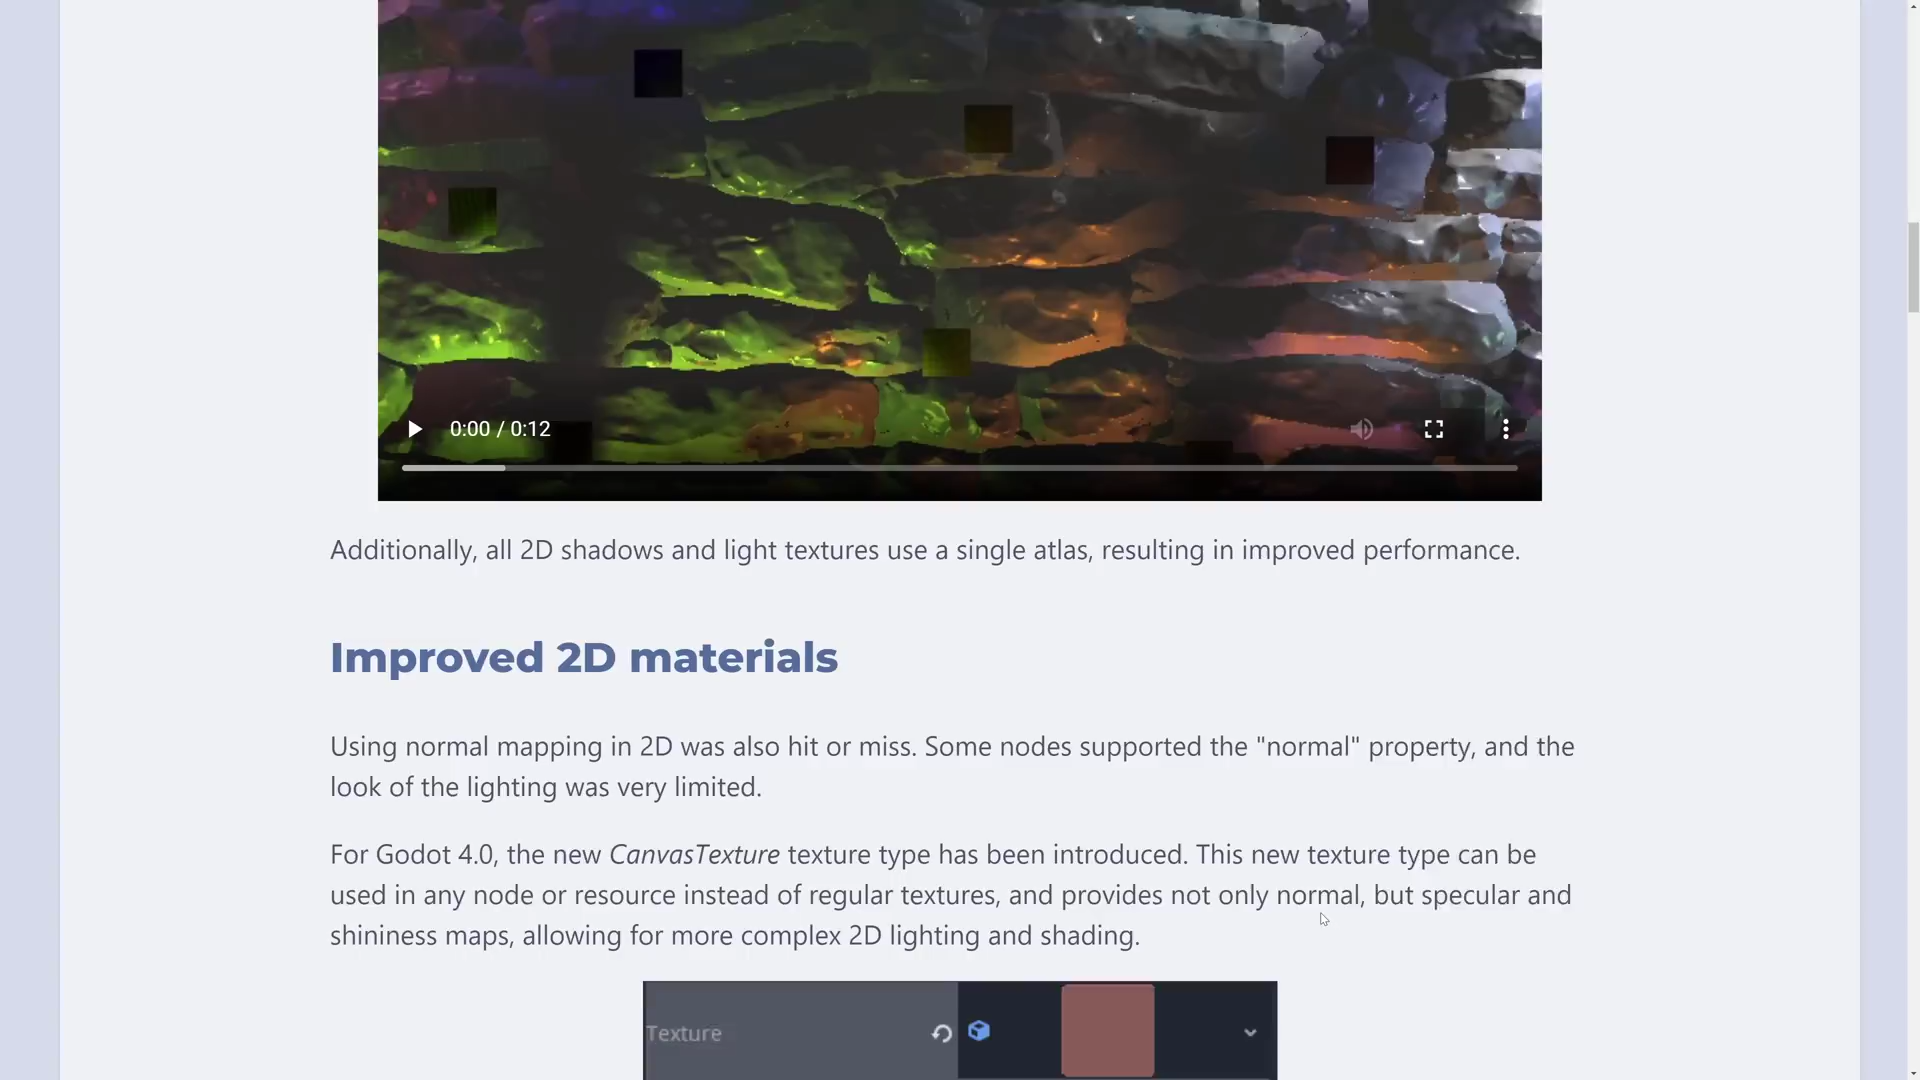 0:00 / 0:12
Additionally, all 2D shadows and light textures use a single atlas, resulting in improved performance.
Improved 2D materials
Using normal mapping in 2D was also hit or miss. Some nodes supported the "normal" property, and the
look of the lighting was very limited.
For Godot 4.0, the new CanvasTexture texture type has been introduced. This new texture type can be
used in any node or resource instead of regular textures, and provides not only normal, but specular and
shininess maps, allowing for more complex 2D lighting and shading.
Texture